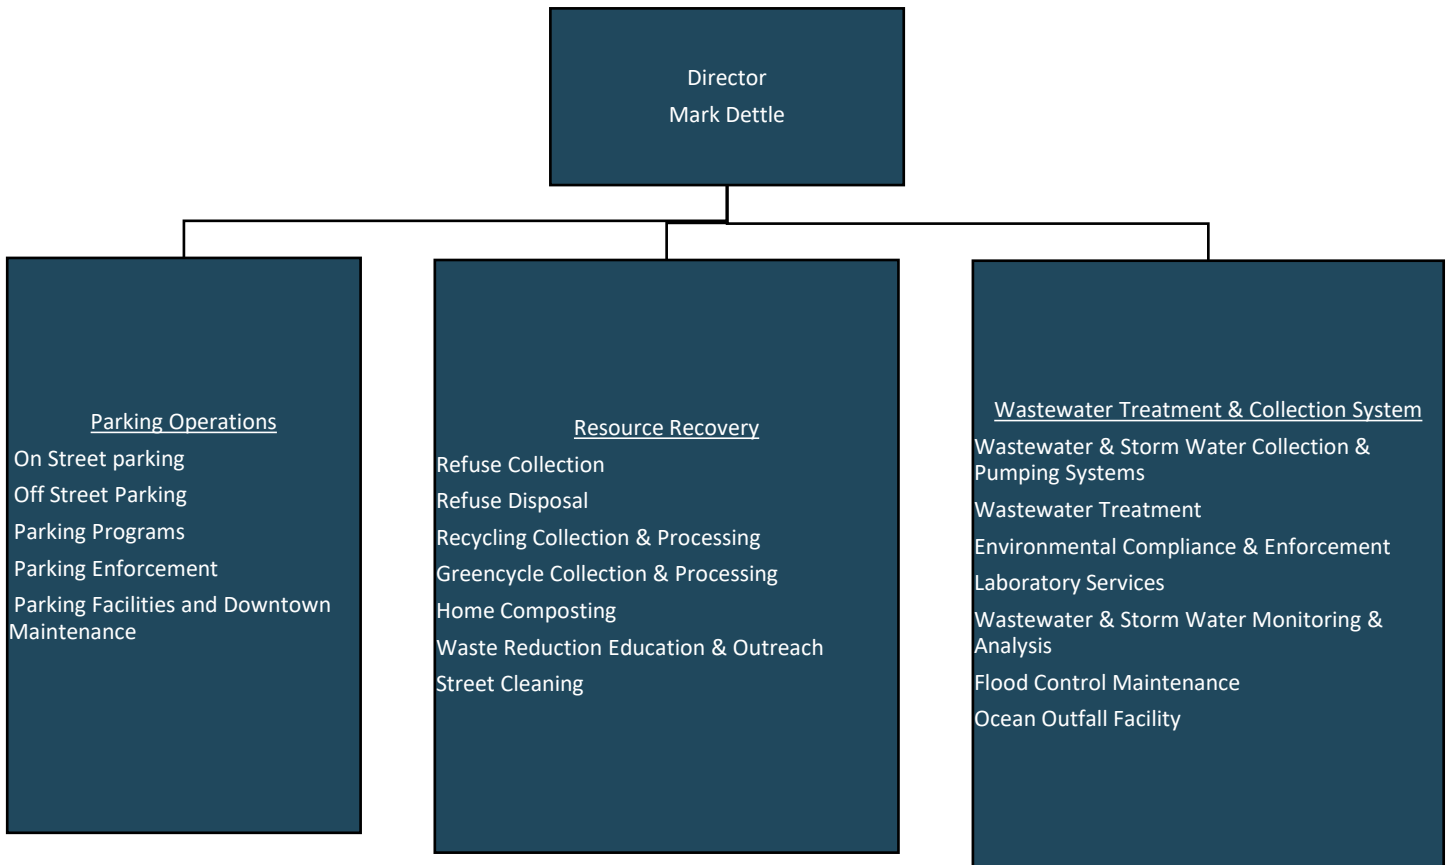 Director
Mark Dettle
Parking Operations
On Street parking
Off Street Parking
Parking Programs
Parking Enforcement
Parking Facilities and Downtown
Maintenance
Resource Recovery
Refuse Collection
Refuse Disposal
Recycling Collection & Processing
Greencycle Collection & Processing
Home Composting
Waste Reduction Education & Outreach
Street Cleaning
Wastewater Treatment & Collection System
Wastewater & Storm Water Collection &
Pumping Systems
Wastewater Treatment
Environmental Compliance & Enforcement
Laboratory Services
Wastewater & Storm Water Monitoring &
Analysis
Flood Control Maintenance
Ocean Outfall Facility